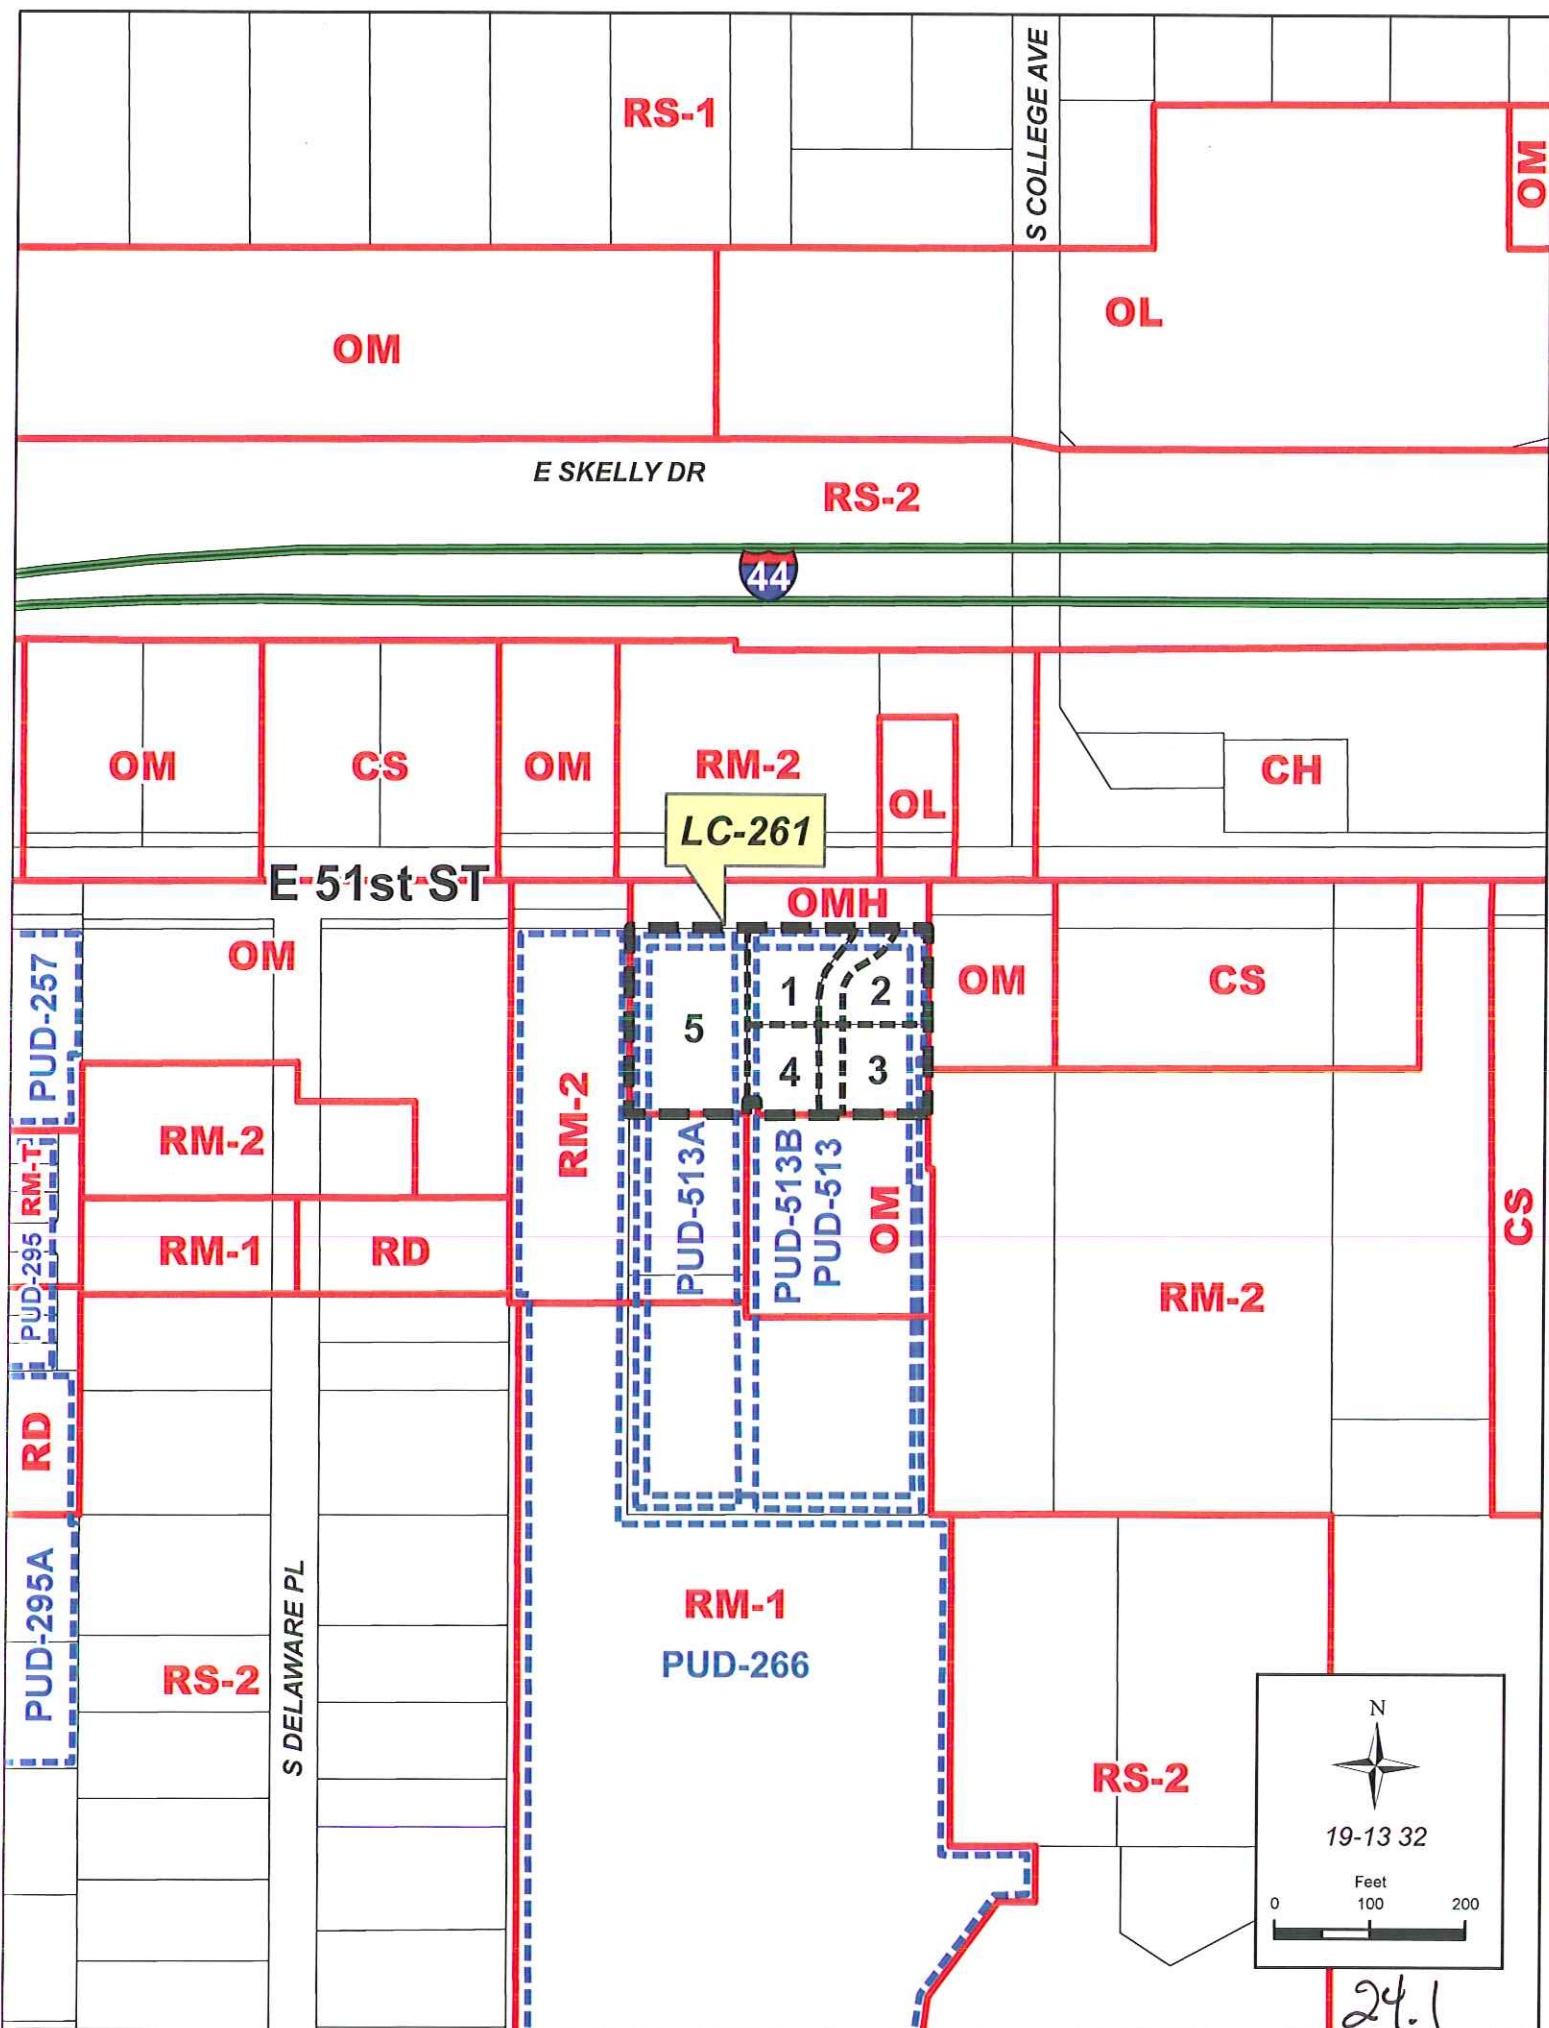 RS-1
S COLLEGE AVE
OM
OL
OM
E SKELLY DR
RS-2
44
OM
CS
OM
RM-2
OL
CH
LC-261
E 51st ST
OMH
OM
PUD-257
OM
CS
1
2
5
4
3
RM-2
RM-2
RM-T
PUD-513A
PUD-513B
PUD-513
OM
CS
RM-1
RD
PUD-295
RM-2
RD
PUD-295A
RS-2
S DELAWARE PL
RM-1
PUD-266
RS-2
N
19-13 32
Feet
0 100 200
24.1